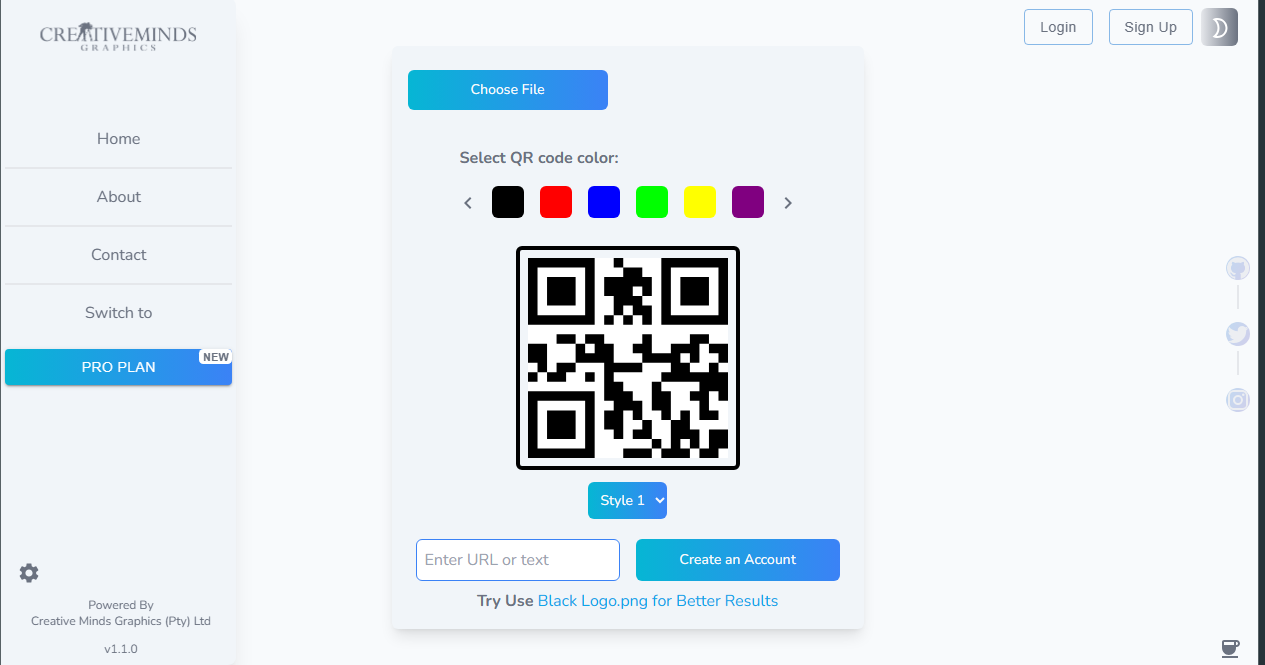 CREATIVEMINDS
GRAPHICS
Home
About
Contact
Switch to
PRO PLAN
NEW
Powered By
Creative Minds Graphics (Pty) Ltd
v1.1.0
Login
Sign Up
Choose File
Select QR code color:
Style 1
Enter URL or text
Create an Account
Try Use Black Logo.png for Better Results